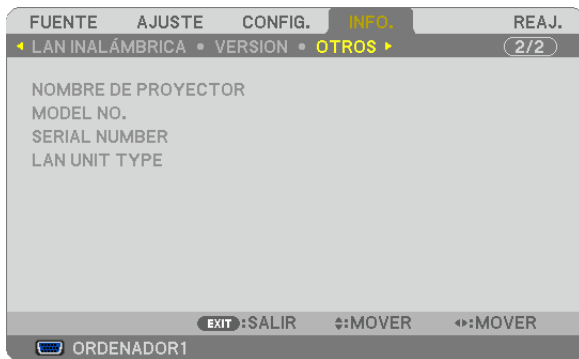 FUENTE AJUSTE CONFIG. INFO. REAJ.
LAN INALÁMBRICA • VERSION • OTROS 2/2
NOMBRE DE PROYECTOR
MODEL NO.
SERIAL NUMBER
LAN UNIT TYPE
EXIT:SALIR :MOVER :MOVER
ORDENADOR1